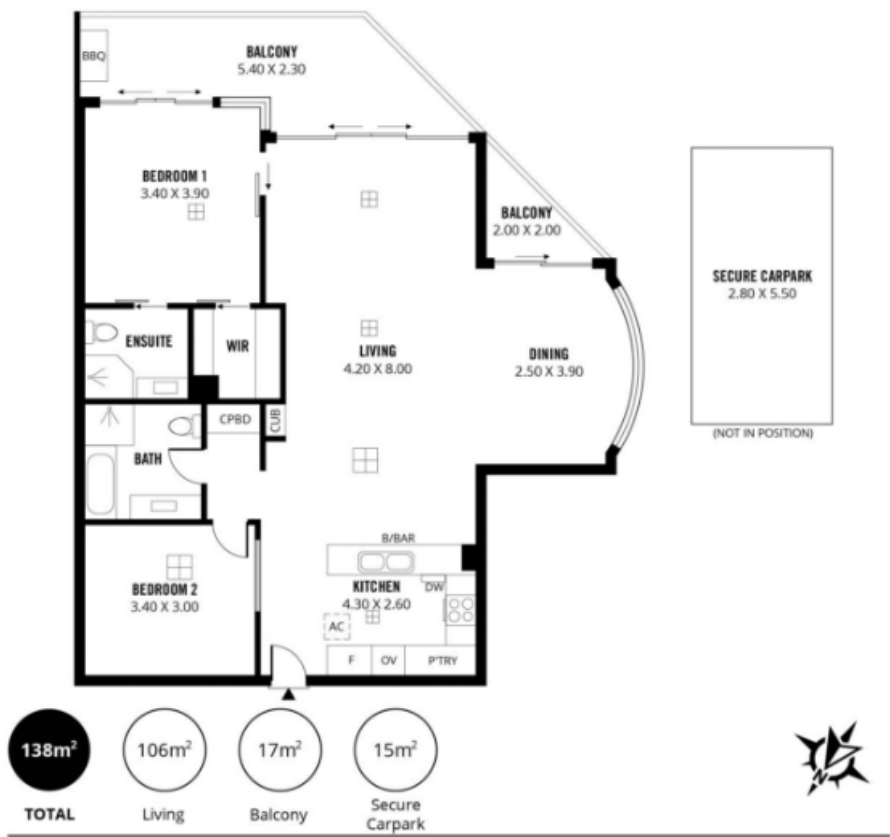 BBQ
BALCONY
5.40 X 2.30
BEDROOM 1
3.40 X 3.90
BALCONY
2.00 X 2.00
SECURE CARPARK
2.80 X 5.50
(NOT IN POSITION)
ENSUITE
WIR
LIVING
4.20 X 8.00
DINING
2.50 X 3.90
CPBD
CUB
BATH
B/BAR
BEDROOM 2
3.40 X 3.00
KITCHEN
4.30 X 2.60
DW
AC
F
OV
P'TRY
138m²
TOTAL
106m²
Living
17m²
Balcony
15m²
Secure
Carpark
N